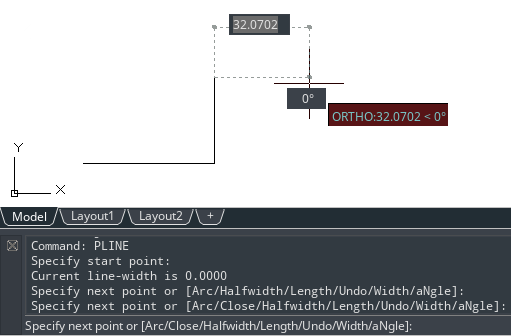 32.0702
0°
ORTHO:32.0702 < 0°
Y
X
Model
Layout1
Layout2
+
Command: PLINE
Specify start point:
Current line-width is 0.0000
Specify next point or [Arc/Halfwidth/Length/Undo/Width/aNgle]:
Specify next point or [Arc/Close/Halfwidth/Length/Undo/Width/aNgle]:
Specify next point or [Arc/Close/Halfwidth/Length/Undo/Width/aNgle]: